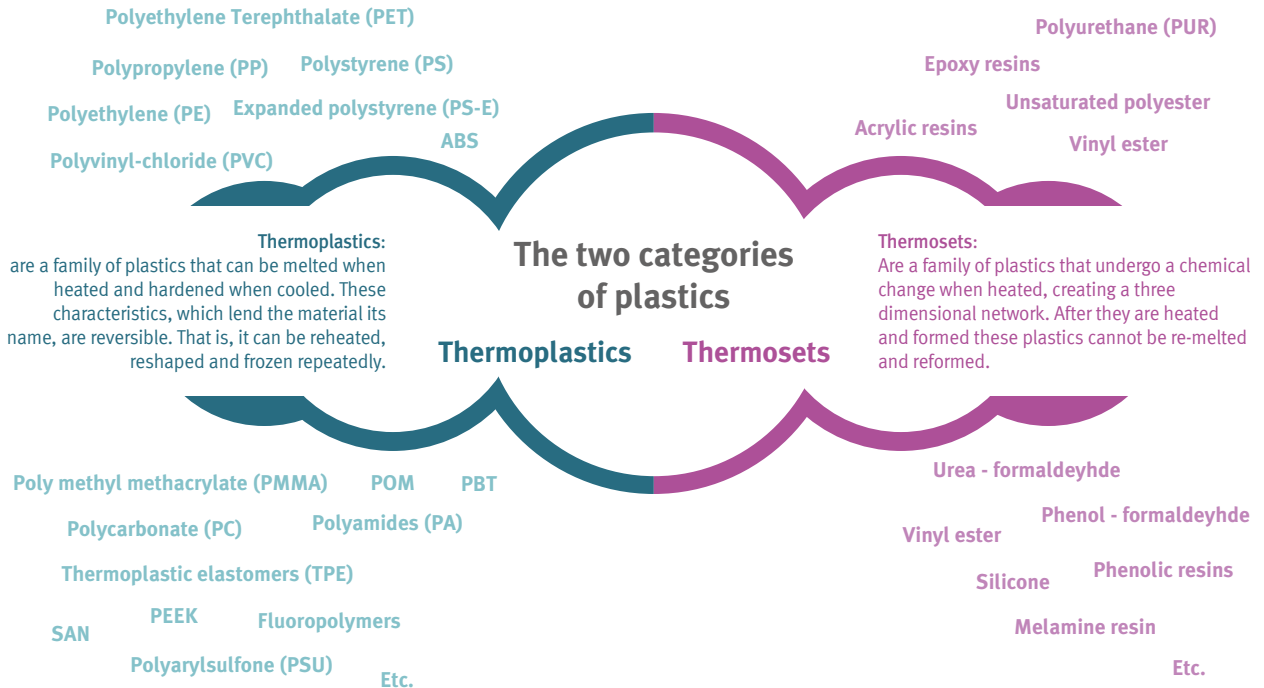 Polyethylene Terephthalate (PET)
Polypropylene (PP)
Polystyrene (PS)
Polyethylene (PE)
Expanded polystyrene (PS-E)
ABS
Polyvinyl-chloride (PVC)
Polyurethane (PUR)
Epoxy resins
Unsaturated polyester
Acrylic resins
Vinyl ester
Thermoplastics:
are a family of plastics that can be melted when
heated and hardened when cooled. These
characteristics, which lend the material its
name, are reversible. That is, it can be reheated,
reshaped and frozen repeatedly.
The two categories
of plastics
Thermoplastics
Thermosets
Thermosets:
Are a family of plastics that undergo a chemical
change when heated, creating a three
dimensional network. After they are heated
and formed these plastics cannot be re-melted
and reformed.
Poly methyl methacrylate (PMMA)
POM
PBT
Polycarbonate (PC)
Polyamides (PA)
Thermoplastic elastomers (TPE)
PEEK
Fluoropolymers
SAN
Polyarylsulfone (PSU)
Etc.
Urea - formaldeyhde
Phenol - formaldeyhde
Vinyl ester
Phenolic resins
Silicone
Melamine resin
Etc.